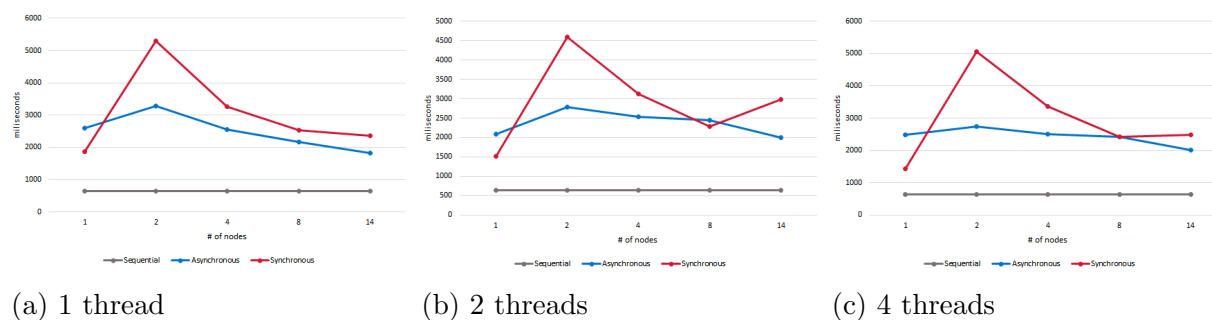 6000
5000
4000
3000
2000
1000
0
miliseconds
1 2 4 8 14
# of nodes
Sequential Asynchronous Synchronous
(a) 1 thread
5000
4500
4000
3500
3000
2500
2000
1500
1000
500
0
miliseconds
1 2 4 8 14
# of nodes
Sequential Asynchronous Synchronous
(b) 2 threads
6000
5000
4000
3000
2000
1000
0
miliseconds
1 2 4 8 14
# of nodes
Sequential Asynchronous Synchronous
(c) 4 threads